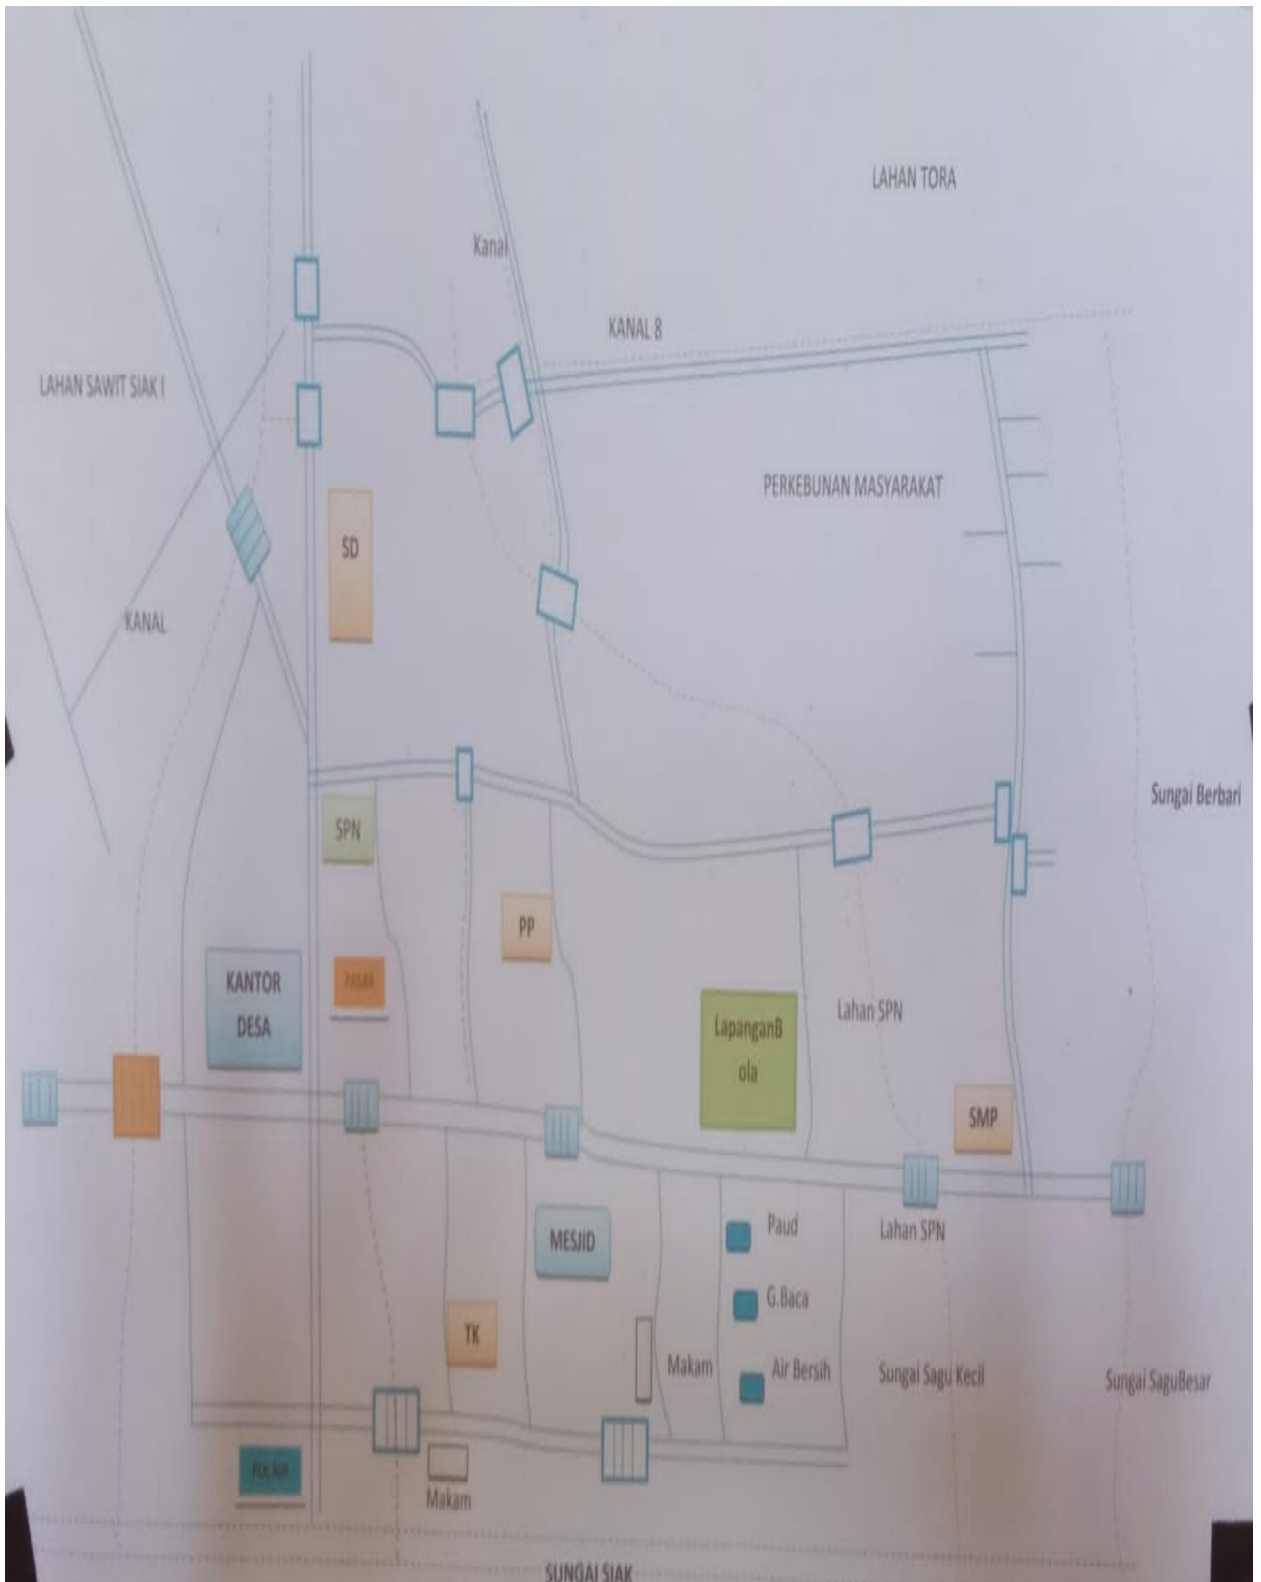 LAHAN TORA
Kanal
KANAL 8
LAHAN SAWIT SIAK I
PERKEBUNAN MASYARAKAT
SD
KANAL
Sungai Berbari
SPN
PP
KANTOR
DESA
PASAR
Lahan SPN
LapanganB
ola
SMP
Paud
Lahan SPN
MESJID
G.Baca
TK
Makam
Air Bersih
Sungai Sagu Kecil
Sungai SaguBesar
POLAIR
Makam
SUNGAI SIAK